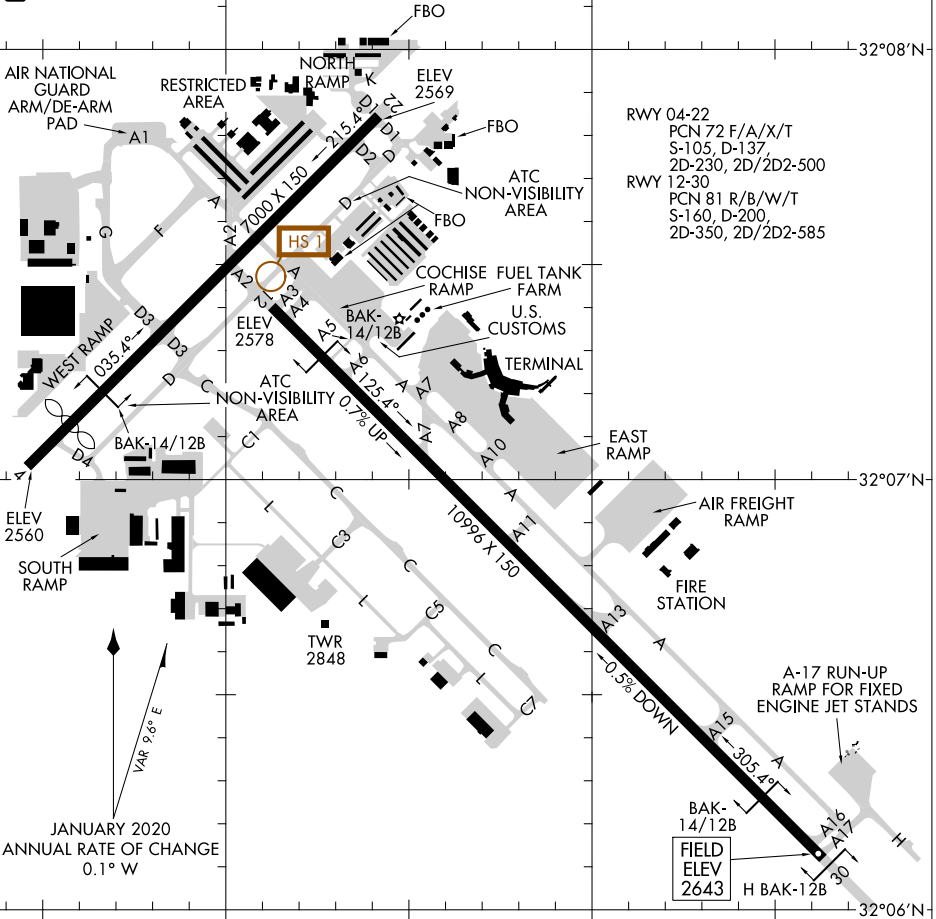 FBO
32°08'N
AIR NATIONAL
GUARD
ARM/DE-ARM
PAD
RESTRICTED
AREA
NORTH
RAMP
K
ELEV
2569
22
D1
D1
D2
D
FBO
A1
215.4°
7000 X 150
RWY 04-22
PCN 72 F/A/X/T
S-105, D-137,
2D-230, 2D/2D2-500
RWY 12-30
PCN 81 R/B/W/T
S-160, D-200,
2D-350, 2D/2D2-585
ATC
NON-VISIBILITY
AREA
FBO
D
A
A2
G
F
HS 1
A2
A
A3
A4
12
ELEV
2578
COCHISE
RAMP
FUEL TANK
FARM
BAK-
14/12B
U.S.
CUSTOMS
TERMINAL
A5
A6
125.4°
0.7% UP
A
A7
A7
A8
A10
WEST RAMP
035.4°
D3
D3
D
C
ATC
NON-VISIBILITY
AREA
BAK-14/12B
D4
4
C1
EAST
RAMP
32°07'N
ELEV
2560
SOUTH
RAMP
L
C
C3
C
L
C5
C
L
C7
A
A11
10996 X 150
AIR FREIGHT
RAMP
FIRE
STATION
TWR
2848
A13
A
0.5% DOWN
A-17 RUN-UP
RAMP FOR FIXED
ENGINE JET STANDS
A15
A
305.4°
VAR 9.6° E
JANUARY 2020
ANNUAL RATE OF CHANGE
0.1° W
BAK-
14/12B
A16
A17
H
FIELD
ELEV
2643
H BAK-12B
30
32°06'N